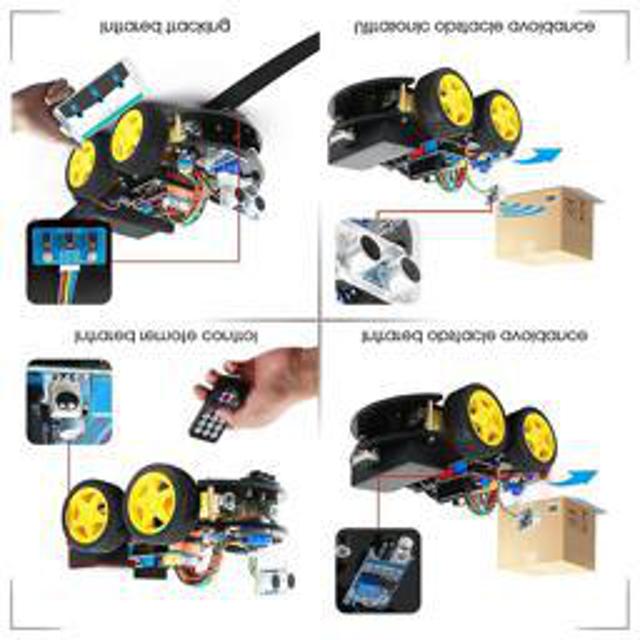 Infrared tracking
Ultrasonic obstacle avoidance
Infrared remote control
Infrared obstacle avoidance